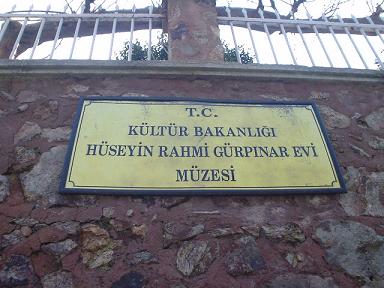 T.C.
KÜLTÜR BAKANLIĞI
HÜSEYİN RAHMİ GÜRPINAR EVİ
MÜZESİ